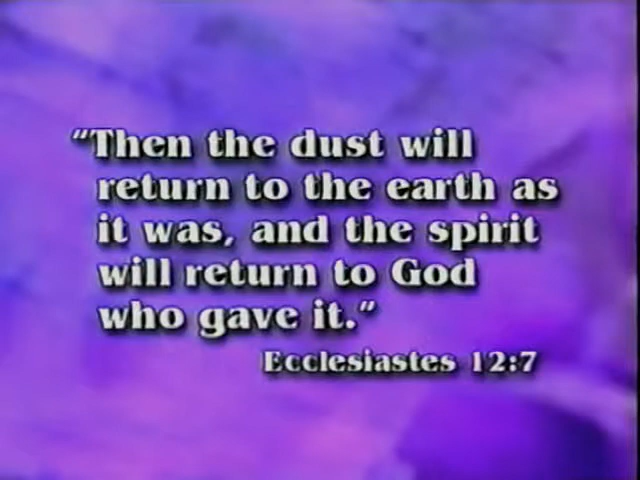 "Then the dust will
return to the earth as
it was, and the spirit
will return to God
who gave it."
Ecclesiastes 12:7